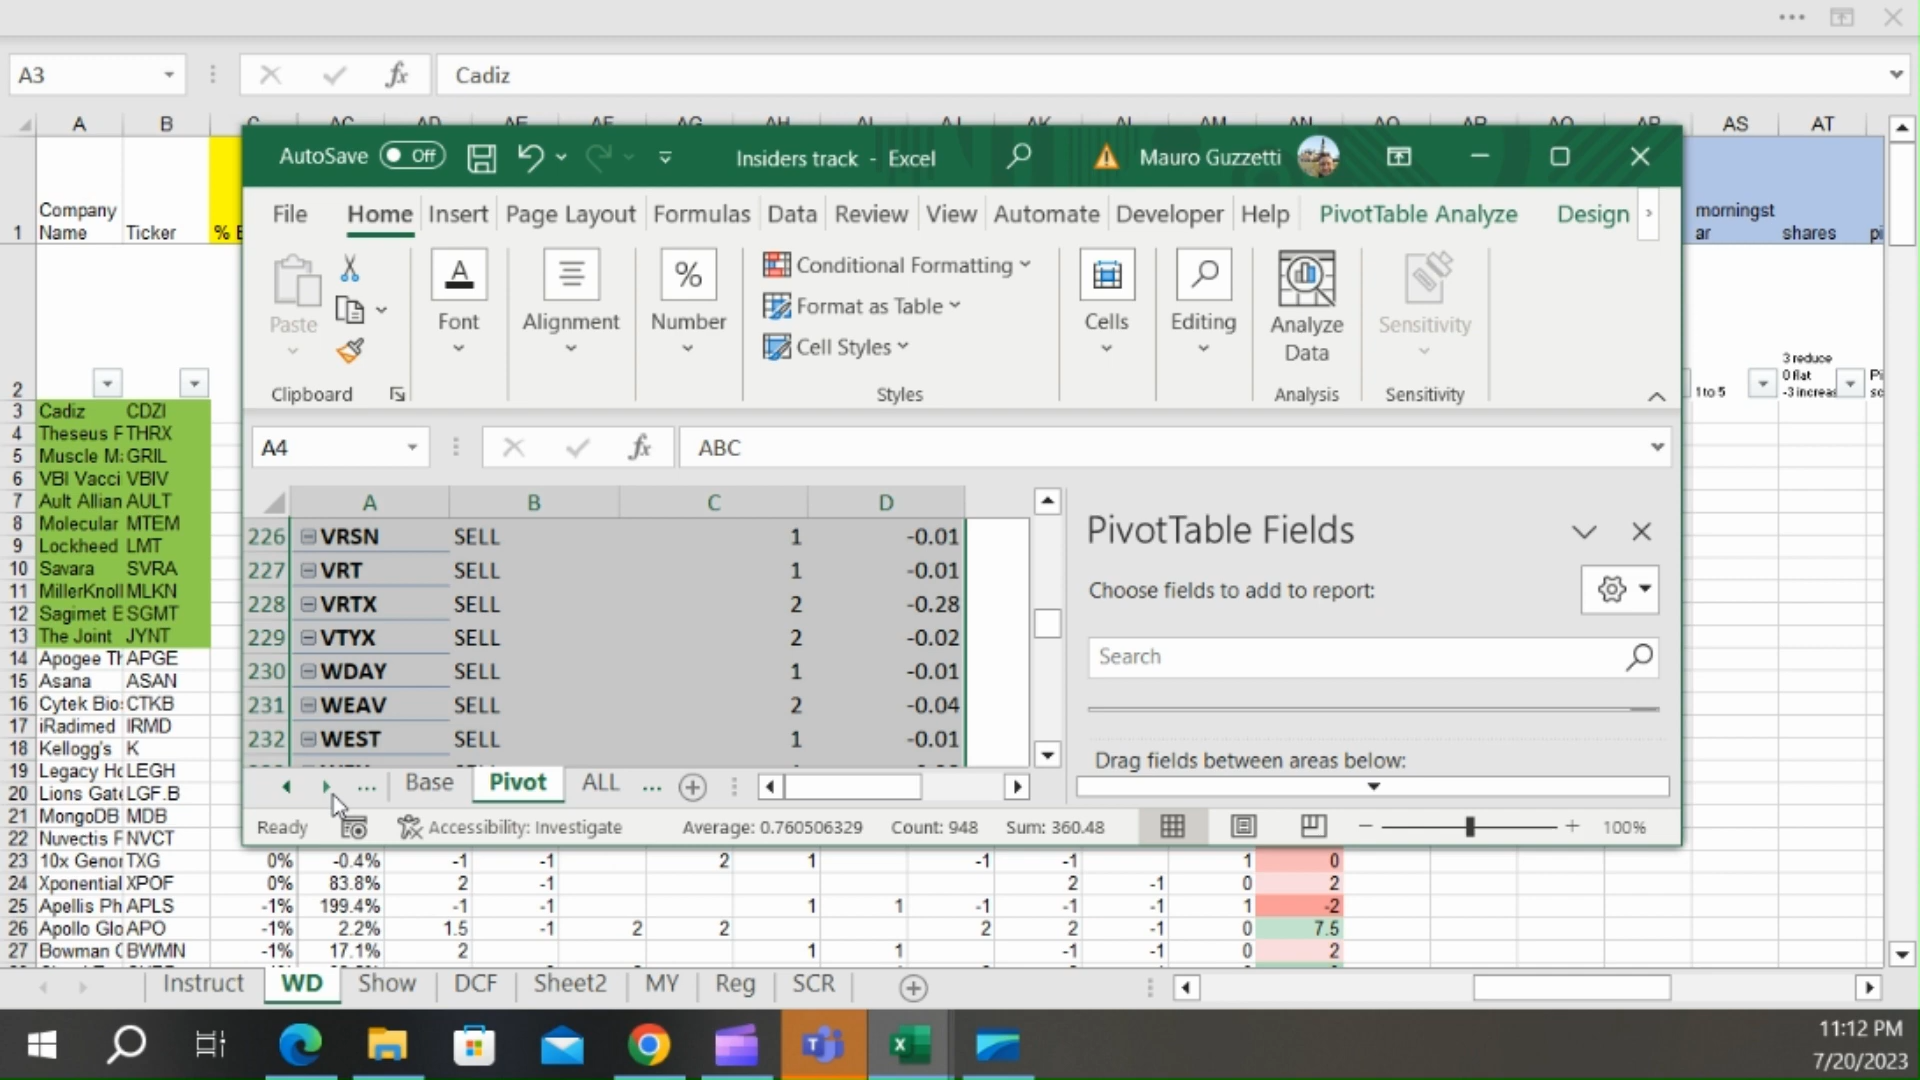 A3
fx
Cadiz
A B
AS AT
AutoSave Off
Insiders track - Excel
Mauro Guzzetti
File Home Insert Page Layout Formulas Data Review View Automate Developer Help PivotTable Analyze Design
Paste
Font
Alignment
%
Number
Conditional Formatting
Format as Table
Cell Styles
Cells
Editing
Analyze
Data
Sensitivity
Clipboard
Styles
Analysis
Sensitivity
A4
fx
ABC
A B C D
226 VRSN SELL 1 -0.01
227 VRT SELL 1 -0.01
228 VRTX SELL 2 -0.28
229 VTYX SELL 2 -0.02
230 WDAY SELL 1 -0.01
231 WEAV SELL 2 -0.04
232 WEST SELL 1 -0.01
PivotTable Fields
Choose fields to add to report:
Search
Drag fields between areas below:
... Base Pivot ALL ...
Ready
Accessibility: Investigate
Average: 0.760506329 Count: 948 Sum: 360.48
100%
Company
Name
1 Ticker
%
morningst
ar
shares
pi
2
1 to 5
3 reduce
0 flat
-3 increa
Pi
sc
3 Cadiz CDZI
4 Theseus F THRX
5 Muscle M GRIL
6 VBI Vacci VBIV
7 Ault Allian AULT
8 Molecular MTEM
9 Lockheed LMT
10 Savara SVRA
11 MillerKnoll MLKN
12 Sagimet E SGMT
13 The Joint JYNT
14 Apogee Th APGE
15 Asana ASAN
16 Cytek Bio CTKB
17 iRadimed IRMD
18 Kellogg's K
19 Legacy Ho LEGH
20 Lions Gate LGF.B
21 MongoDB MDB
22 Nuvectis F NVCT
23 10x Genor TXG 0% -0.4% -1 -1 2 1 -1 -1 1 0
24 Xponential XPOF 0% 83.8% 2 -1 2 -1 0 2
25 Apellis Ph APLS -1% 199.4% -1 -1 1 1 -1 -1 -1 1 -2
26 Apollo Glo APO -1% 2.2% 1.5 -1 2 2 2 2 -1 0 7.5
27 Bowman C BWMN -1% 17.1% 2 1 1 -1 -1 0 2
Instruct WD Show DCF Sheet2 MY Reg SCR
11:12 PM
7/20/2023